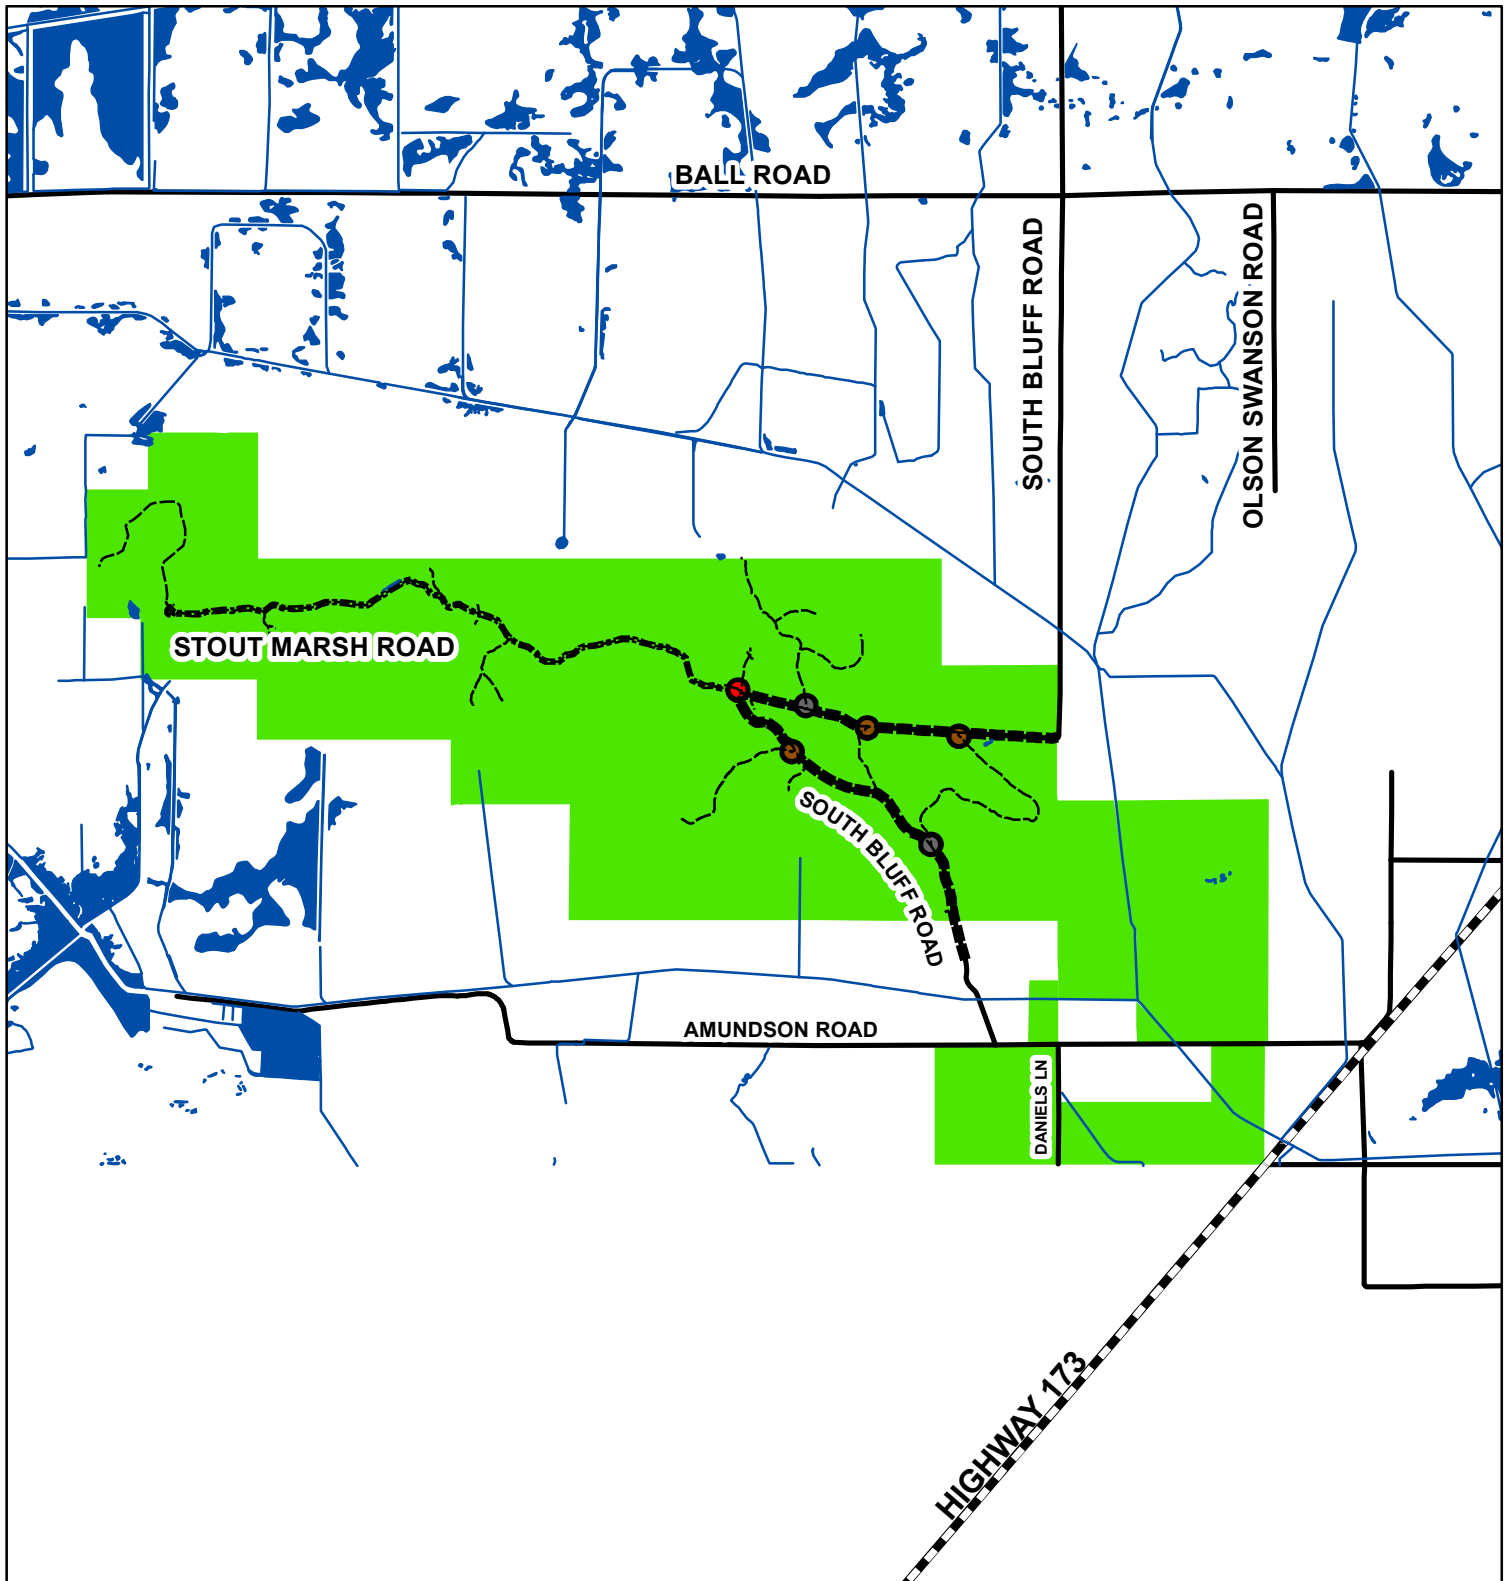 BALL ROAD
SOUTH BLUFF ROAD
OLSON SWANSON ROAD
STOUT MARSH ROAD
SOUTH BLUFF ROAD
AMUNDSON ROAD
DANIELS LN
HIGHWAY 173